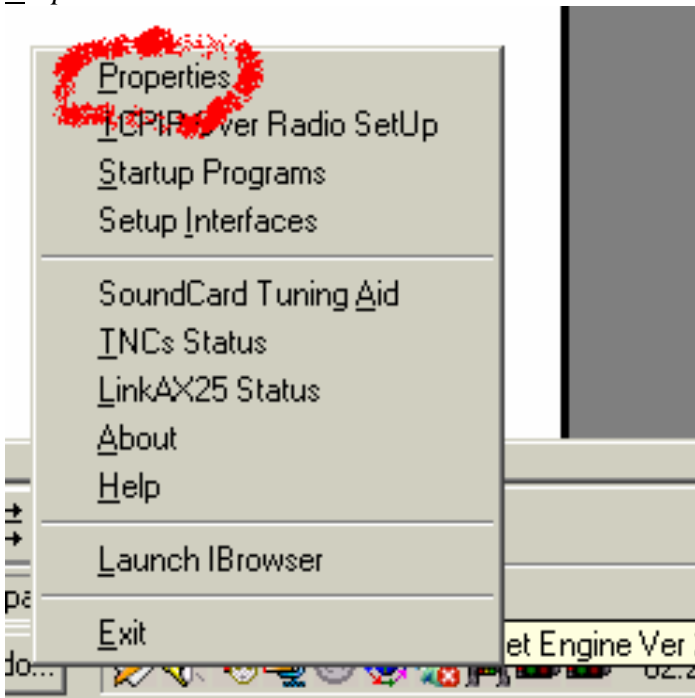 Properties
TCPIP Over Radio SetUp
Startup Programs
Setup Interfaces
SoundCard Tuning Aid
TNCs Status
LinkAX25 Status
About
Help
Launch IBrowser
Exit
et Engine Ver
do...